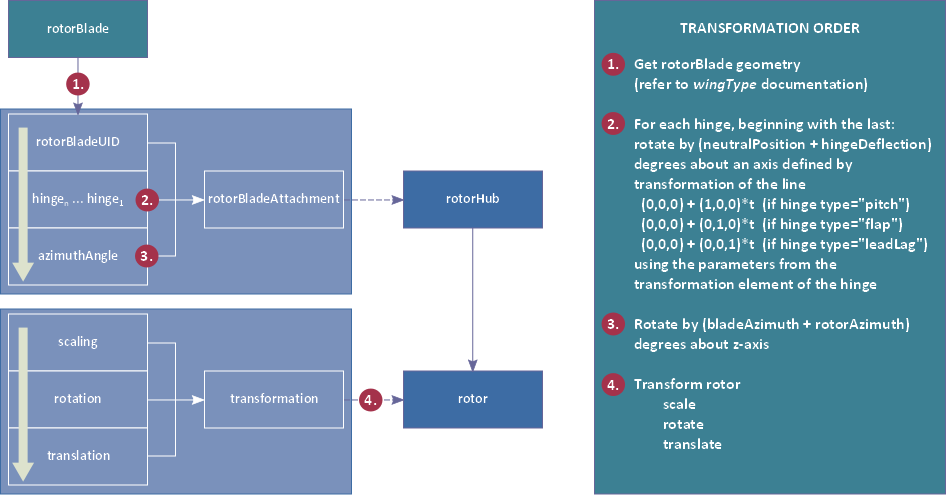 rotorBlade
1.
rotorBladeUID
hingeₙ ... hinge₁
2.
azimuthAngle
3.
rotorBladeAttachment
rotorHub
scaling
rotation
translation
transformation
4.
rotor
TRANSFORMATION ORDER
1. Get rotorBlade geometry
(refer to wingType documentation)
2. For each hinge, beginning with the last:
rotate by (neutralPosition + hingeDeflection)
degrees about an axis defined by
transformation of the line
(0,0,0) + (1,0,0)*t (if hinge type="pitch")
(0,0,0) + (0,1,0)*t (if hinge type="flap")
(0,0,0) + (0,0,1)*t (if hinge type="leadLag")
using the parameters from the
transformation element of the hinge
3. Rotate by (bladeAzimuth + rotorAzimuth)
degrees about z-axis
4. Transform rotor
scale
rotate
translate